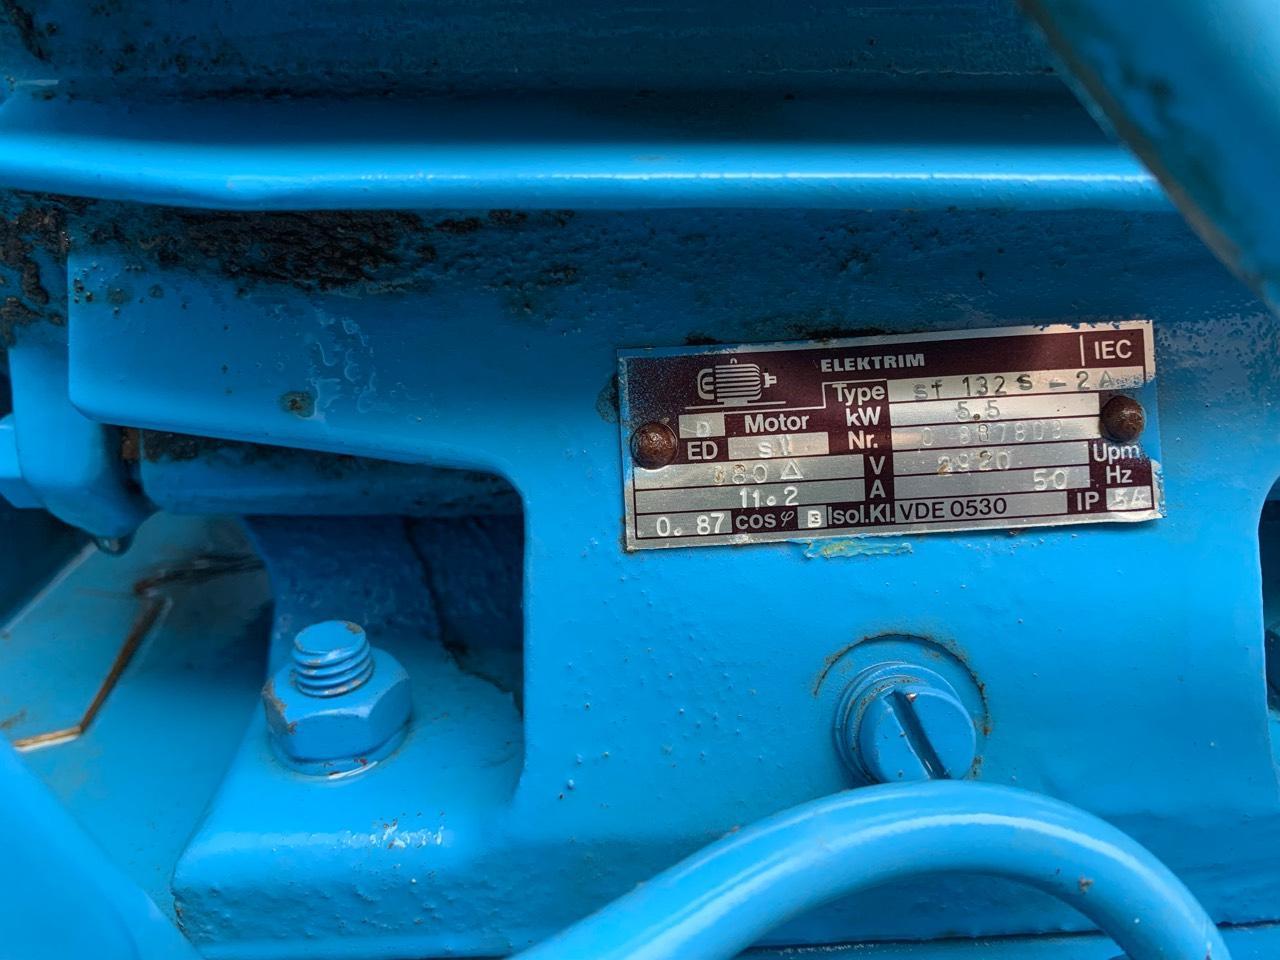 ELEKTRIM IEC
Type sf 132 S - 2 A
D Motor kW 5.5
ED S1 Nr.
380 △ V 2920 Upm
11.2 A 50 Hz
0.87 cos φ B Isol.Kl. VDE 0530 IP 54